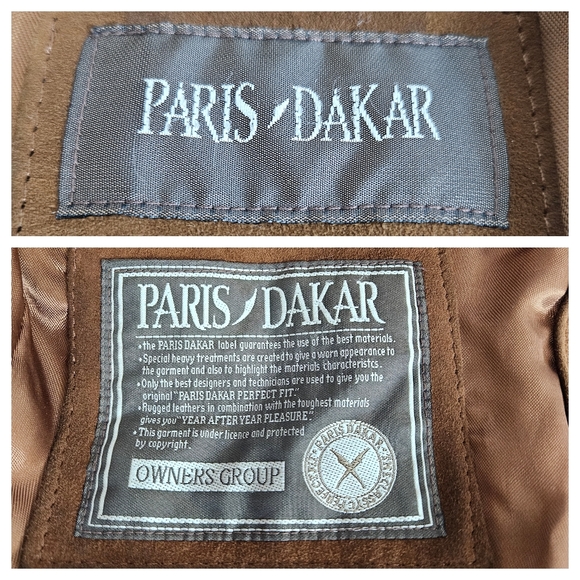 PARIS DAKAR
PARIS DAKAR
• the PARIS DAKAR label guarantees the use of the best materials.
• Special heavy treatments are created to give a worn appearance to
the garment and also to highlight the materials characteristcs.
• Only the best designers and technicians are used to give you the
original "PARIS DAKAR PERFECT FIT."
• Rugged leathers in combination with the toughest materials
gives you "YEAR AFTER YEAR PLEASURE."
• This garment is under licence and protected
by copyright.
OWNERS GROUP
PARIS DAKAR